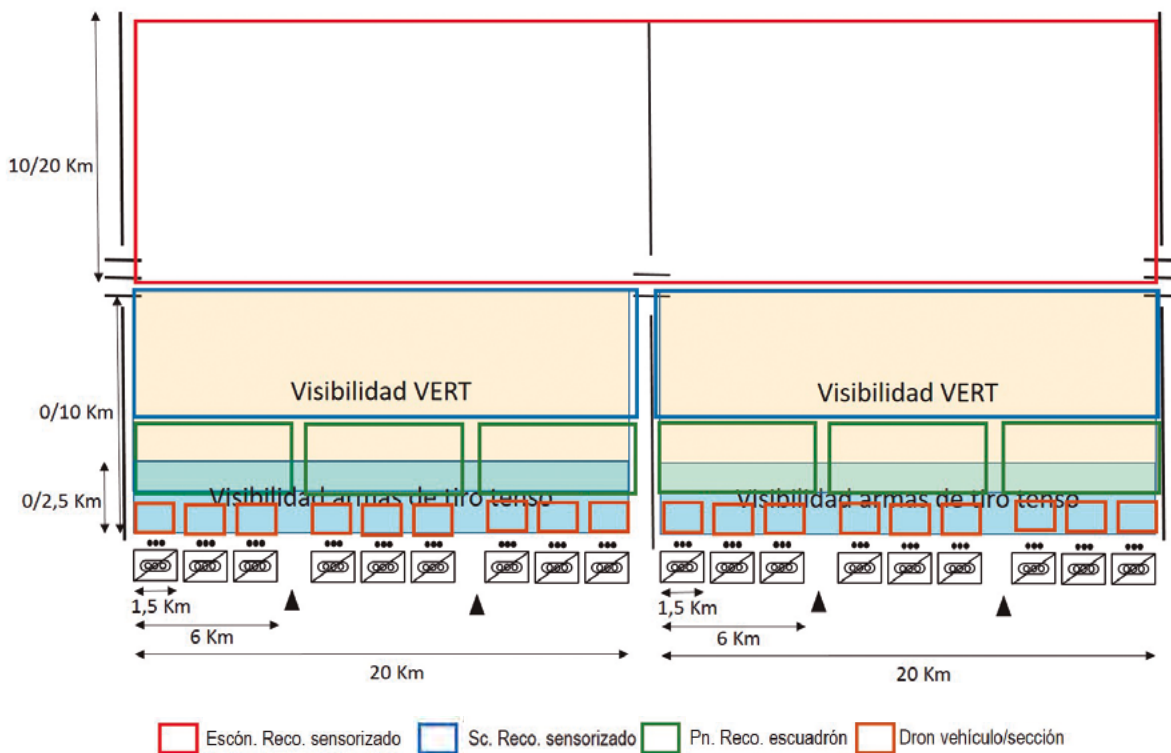 10/20 Km
Visibilidad VERT
Visibilidad VERT
0/10 Km
0/2,5 Km
Visibilidad armas de tiro tenso
Visibilidad armas de tiro tenso
1,5 Km
1,5 Km
6 Km
6 Km
20 Km
20 Km
Escón. Reco. sensorizado
Sc. Reco. sensorizado
Pn. Reco. escuadrón
Dron vehículo/sección